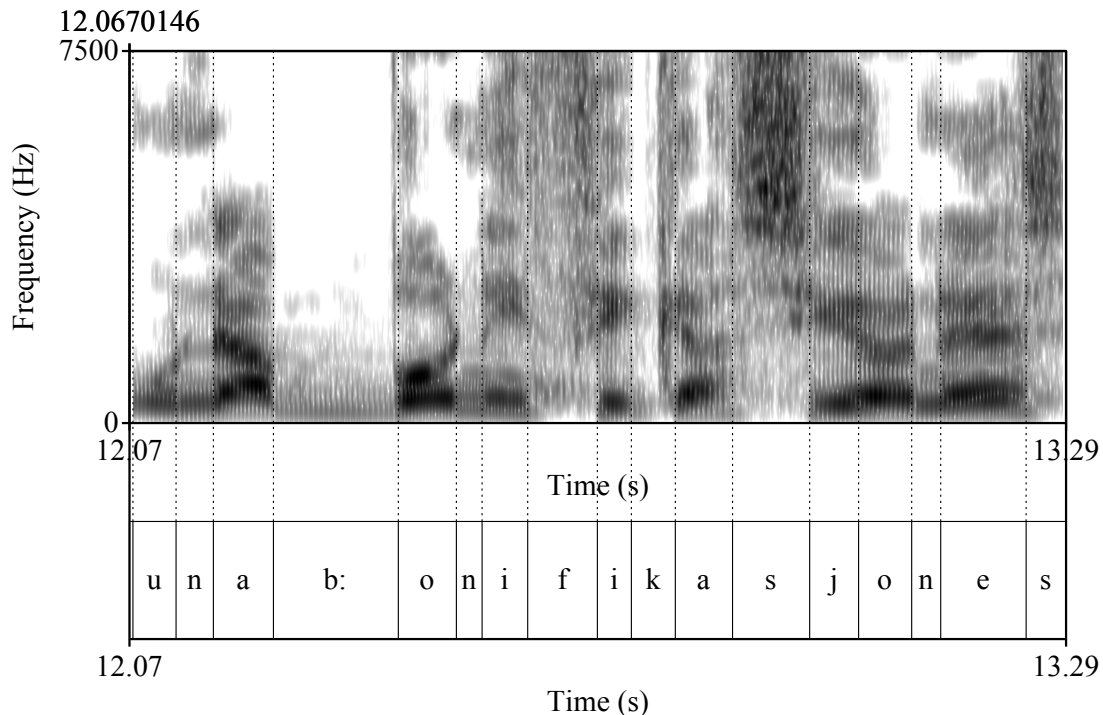 12.0670146
7500
Frequency (Hz)
0
12.07 13.29
Time (s)
u n a b: o n i f i k a s j o n e s
12.07 13.29
Time (s)